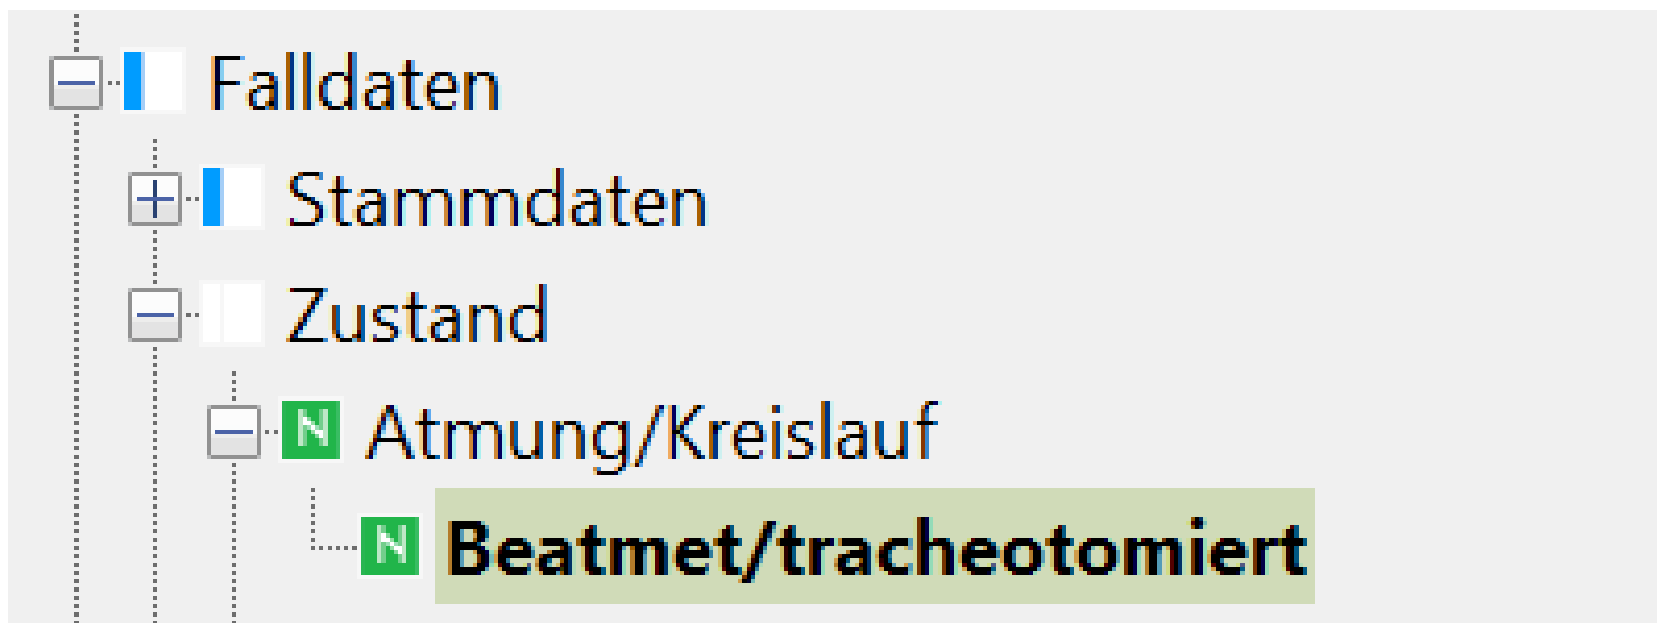 Falldaten
Stammdaten
Zustand
N Atmung/Kreislauf
N Beatmet/tracheotomiert